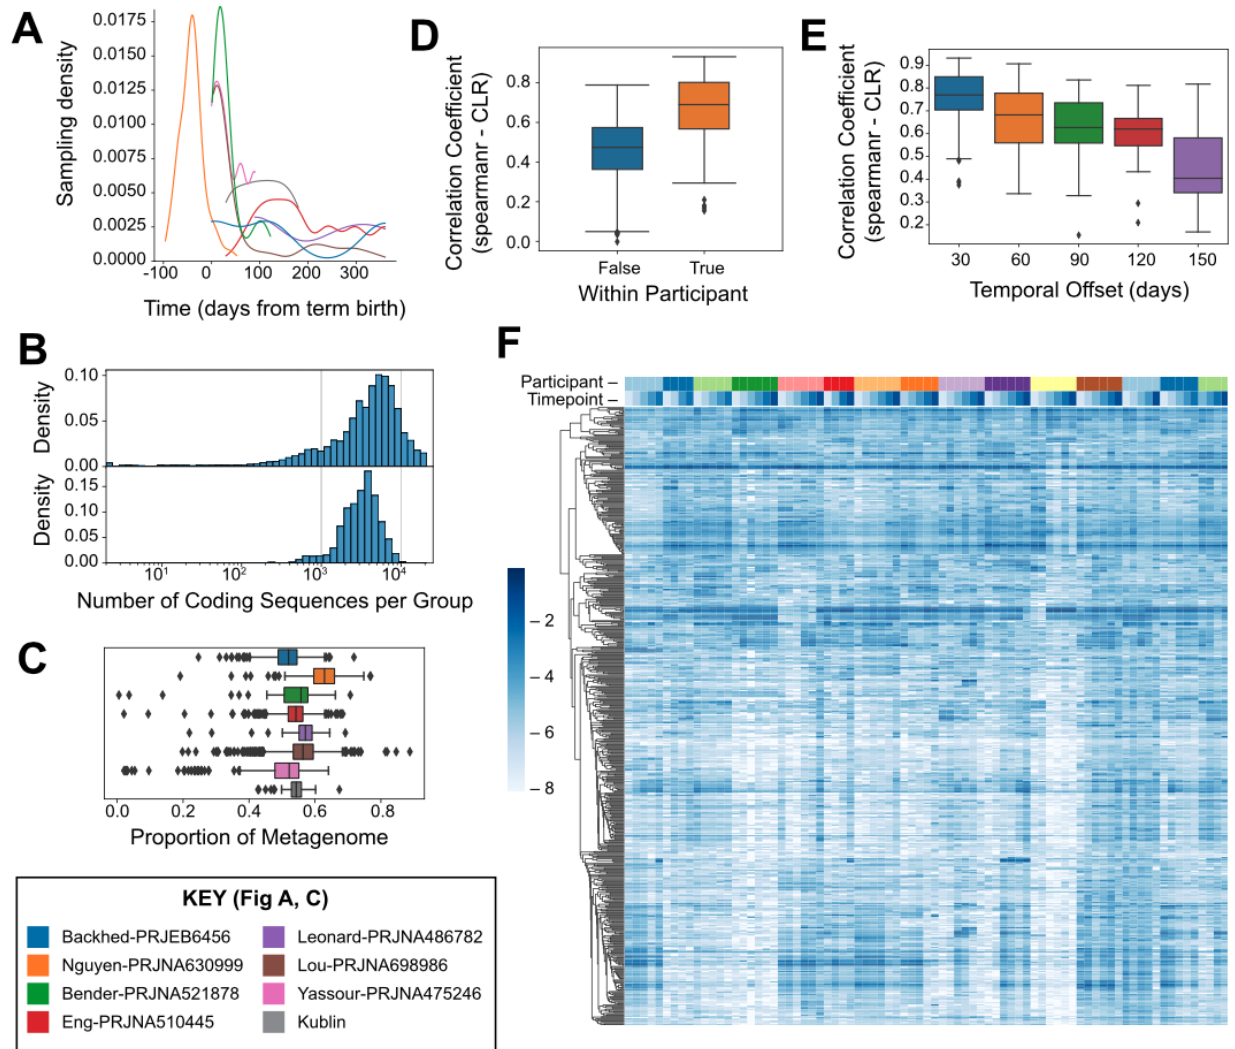 A
Sampling density
0.0175
0.0150
0.0125
0.0100
0.0075
0.0050
0.0025
0.0000
-100 0 100 200 300
Time (days from term birth)
D
Correlation Coefficient
(spearmanr - CLR)
0.8
0.6
0.4
0.2
0.0
False True
Within Participant
E
Correlation Coefficient
(spearmanr - CLR)
0.9
0.8
0.7
0.6
0.5
0.4
0.3
0.2
30 60 90 120 150
Temporal Offset (days)
B
Density
0.10
0.05
0.00
Density
0.15
0.10
0.05
0.00
10¹ 10² 10³ 10⁴
Number of Coding Sequences per Group
C
0.0 0.2 0.4 0.6 0.8
Proportion of Metagenome
KEY (Fig A, C)
Backhed-PRJEB6456
Nguyen-PRJNA630999
Bender-PRJNA521878
Eng-PRJNA510445
Leonard-PRJNA486782
Lou-PRJNA698986
Yassour-PRJNA475246
Kublin
F
Participant –
Timepoint –
– 2
– 4
– 6
– 8